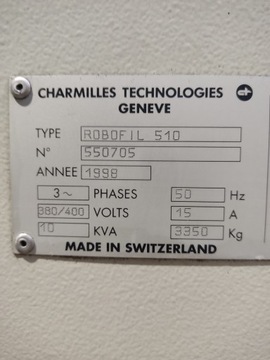 CHARMILLES TECHNOLOGIES
GENEVE
TYPE ROBOFIL 510
N° 550705
ANNEE 1998
3~ PHASES 50 Hz
380/400 VOLTS 15 A
10 KVA 3350 Kg
MADE IN SWITZERLAND